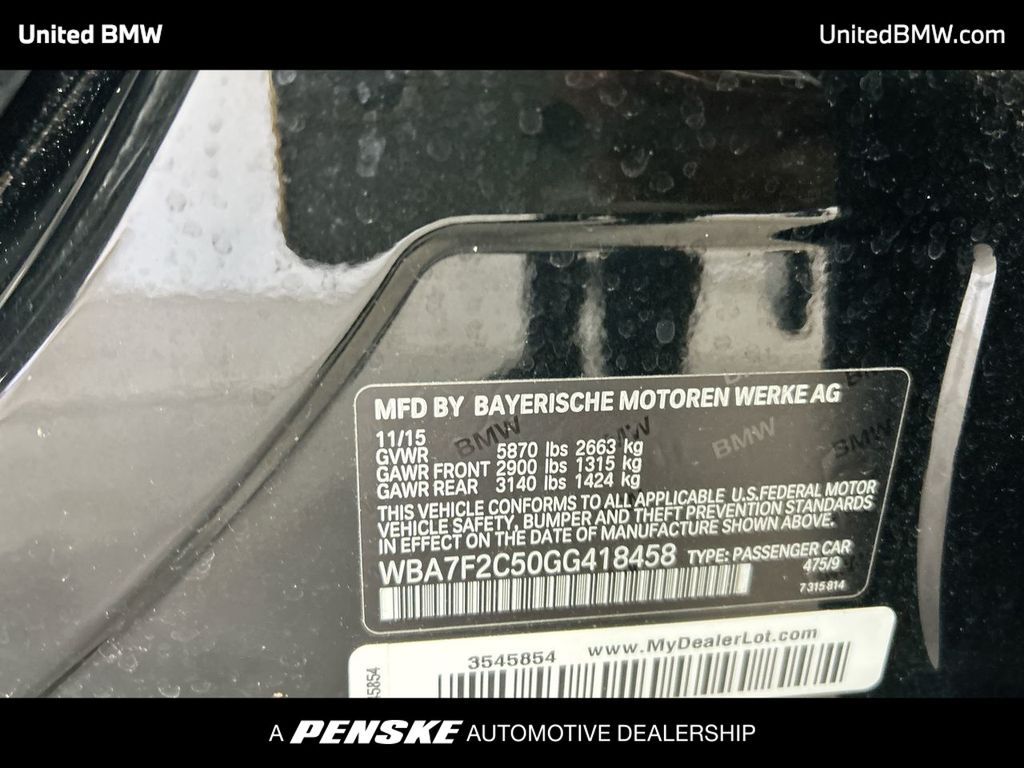 United BMW
UnitedBMW.com
MFD BY BAYERISCHE MOTOREN WERKE AG
11/15
GVWR 5870 lbs 2663 kg
GAWR FRONT 2900 lbs 1315 kg
GAWR REAR 3140 lbs 1424 kg
THIS VEHICLE CONFORMS TO ALL APPLICABLE U.S.FEDERAL MOTOR
VEHICLE SAFETY, BUMPER AND THEFT PREVENTION STANDARDS
IN EFFECT ON THE DATE OF MANUFACTURE SHOWN ABOVE.
WBA7F2C50GG418458 TYPE: PASSENGER CAR
475/9
7 315 814
BMW
BMW
BMW
3545854 www.MyDealerLot.com
A PENSKE AUTOMOTIVE DEALERSHIP